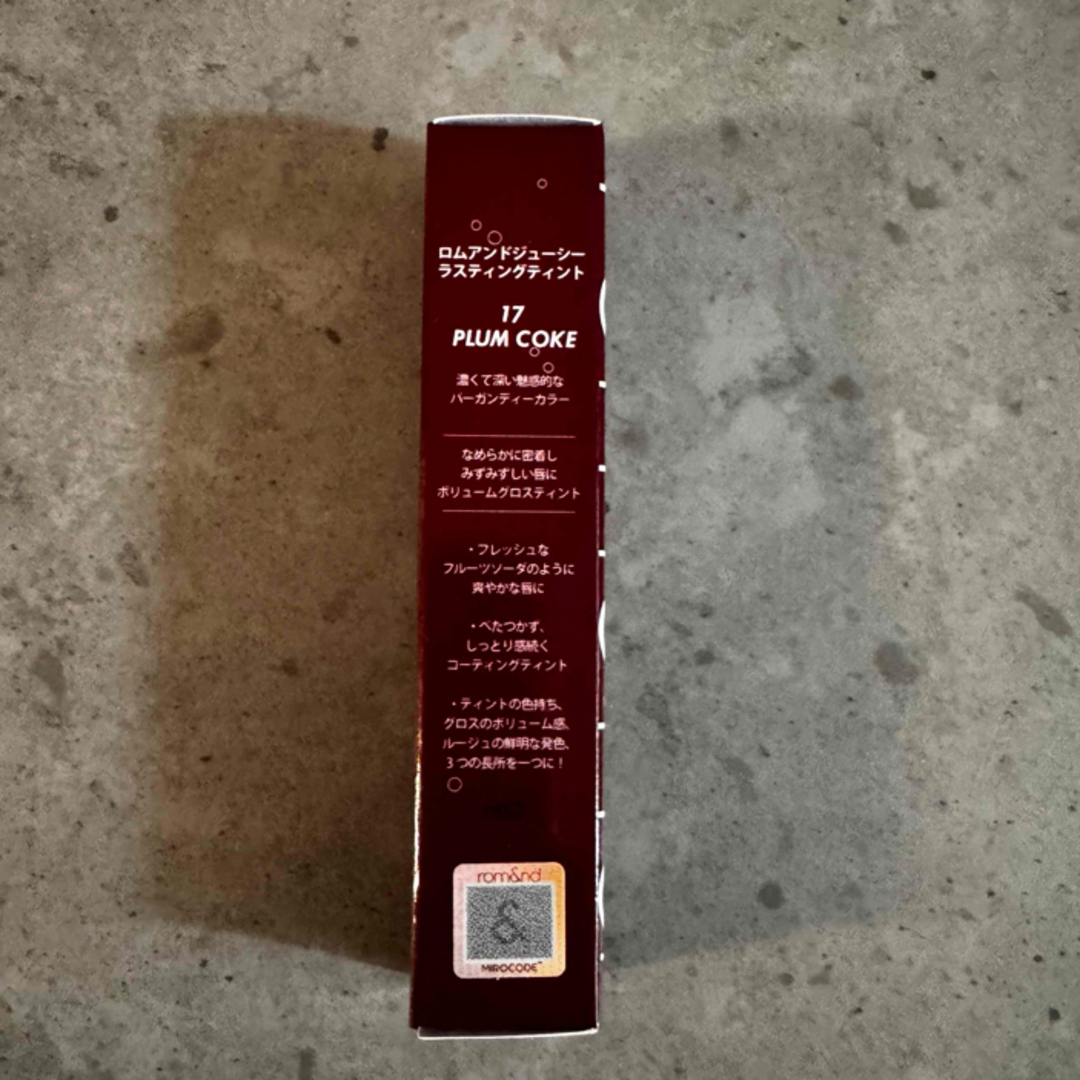 ロムアンドジューシー
ラスティングティント
17
PLUM COKE
濃くて深い魅惑的な
バーガンディーカラー
なめらかに密着し
みずみずしい唇に
ボリュームグロスティント
・フレッシュな
フルーツソーダのように
爽やかな唇に
・べたつかず、
しっとり感続く
コーティングティント
・ティントの色持ち、
グロスのボリューム感、
ルージュの鮮明な発色、
3つの長所を一つに！
rom&nd
&
MIROCODE™